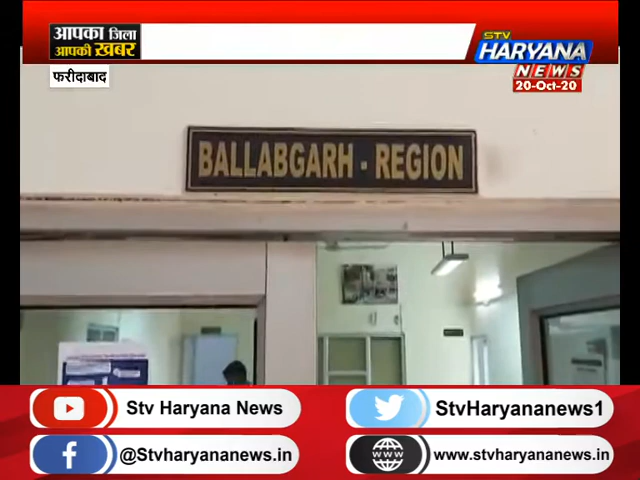 आपका जिला
आपकी खबर
STV
HARYANA
NEWS
20-Oct-20
फरीदाबाद
BALLABGARH - REGION
Stv Haryana News
StvHaryananews1
@Stvharyananews.in
www.stvharyananews.in